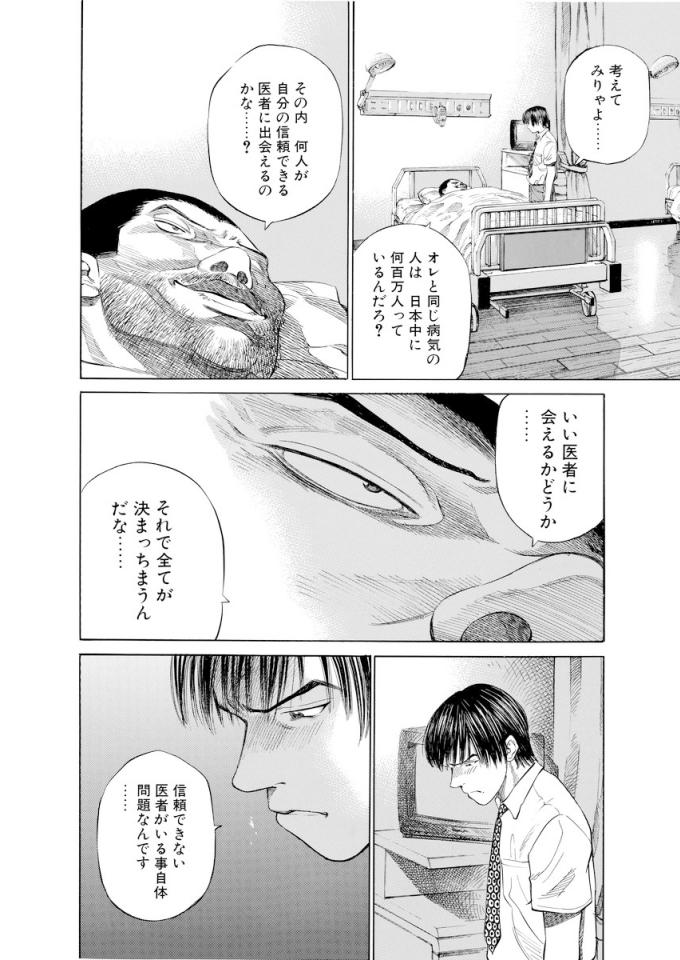 考えて
みりゃよ……
オレと同じ病気の
人は 日本中に
何百万人って
いるんだろ？
その内 何人が
自分の信頼できる
医者に出会えるの
かな……？
いい医者に
会えるかどうか
……
それで全てが
決まっちまうん
だな……
信頼できない
医者がいる事自体
問題なんです
……